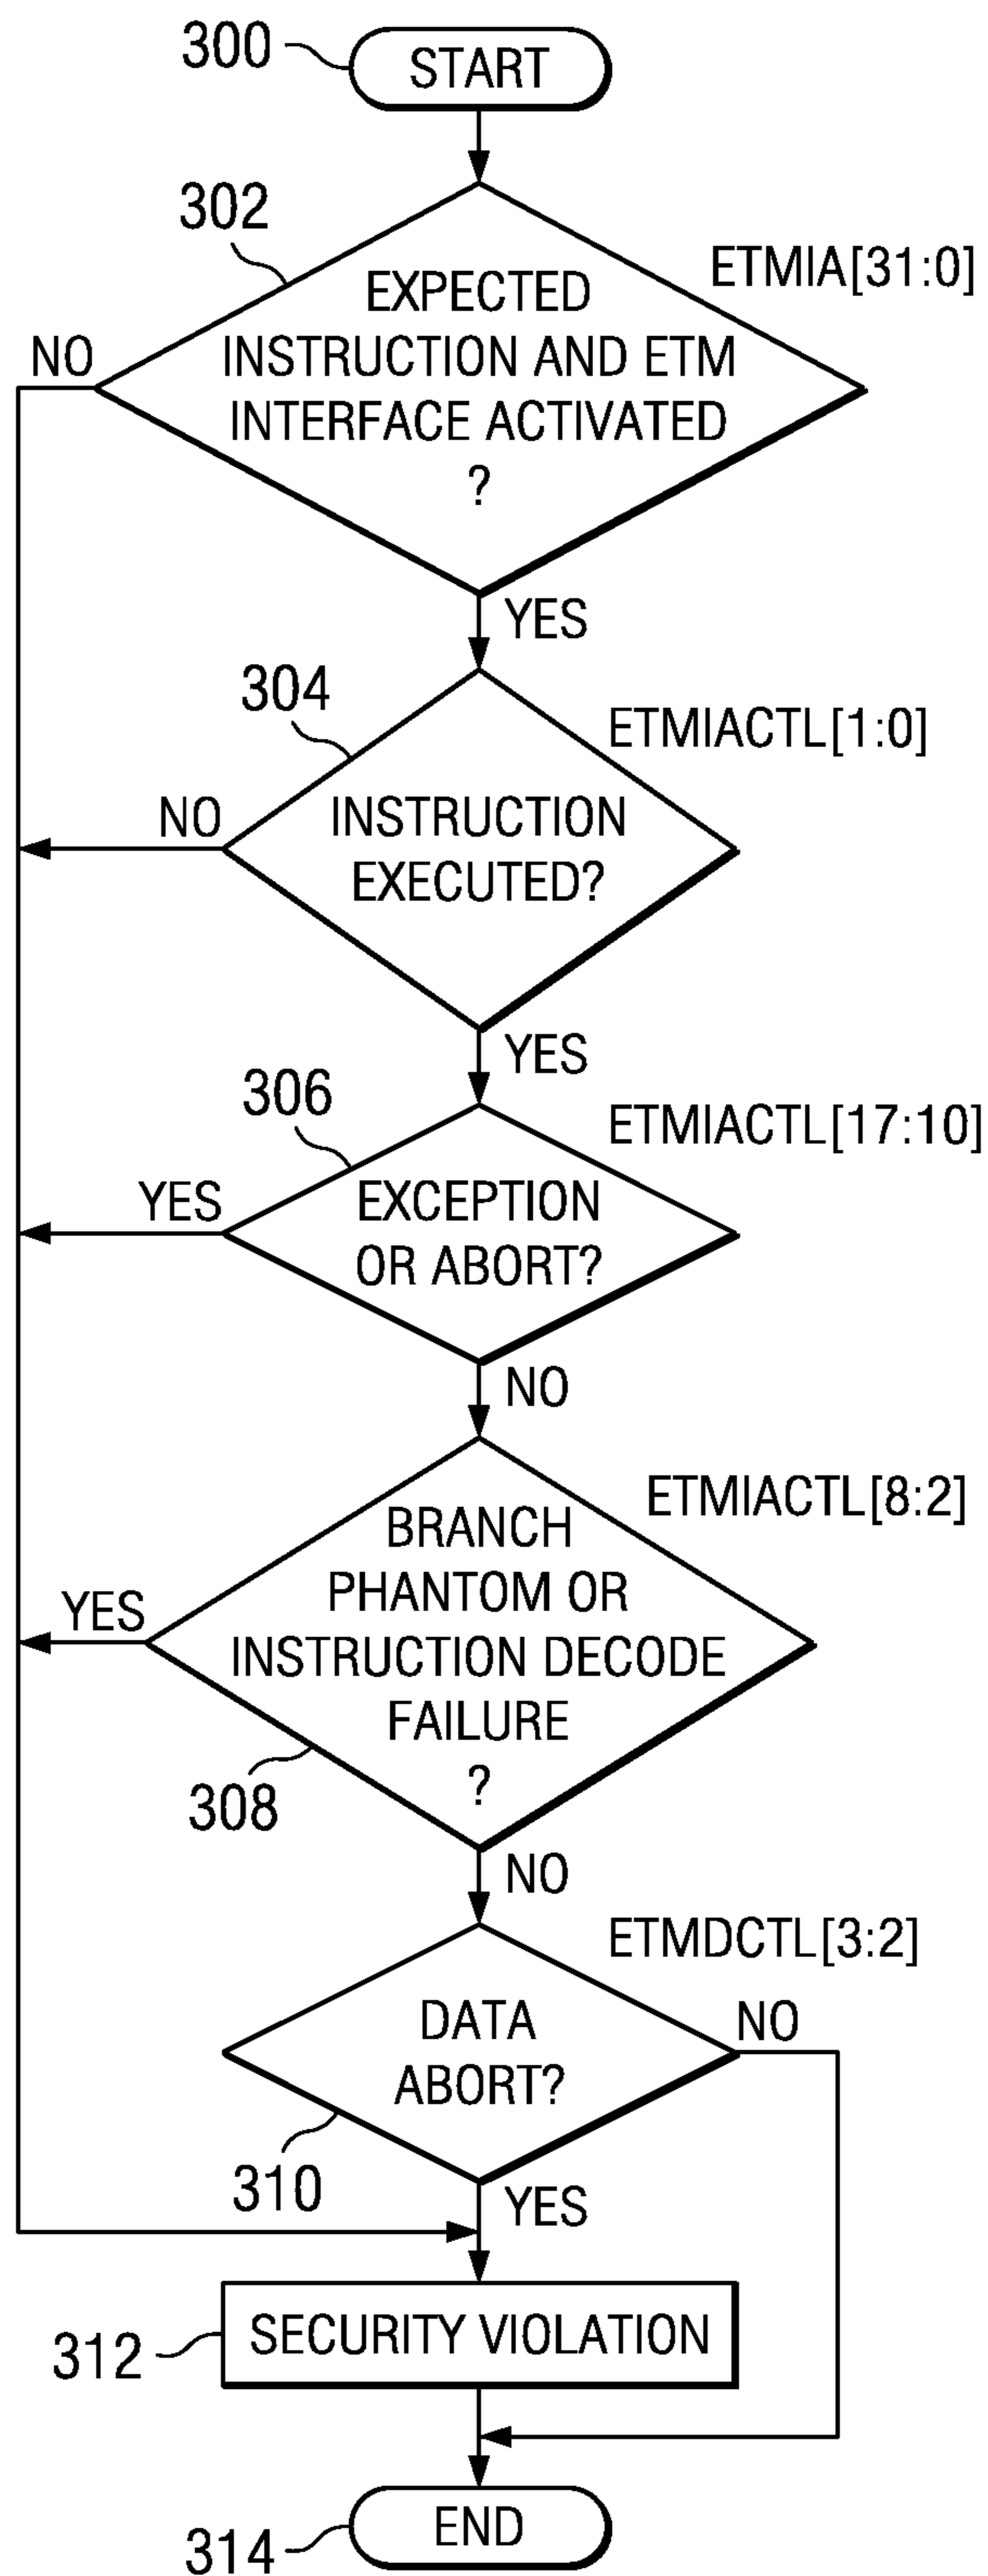 300
START
302
ETMIA[31:0]
EXPECTED
INSTRUCTION AND ETM
INTERFACE ACTIVATED
?
NO
YES
304
ETMIACTL[1:0]
NO
INSTRUCTION
EXECUTED?
YES
306
ETMIACTL[17:10]
YES
EXCEPTION
OR ABORT?
NO
ETMIACTL[8:2]
BRANCH
PHANTOM OR
INSTRUCTION DECODE
FAILURE
?
YES
308
NO
ETMDCTL[3:2]
DATA
ABORT?
NO
310
YES
SECURITY VIOLATION
312
END
314